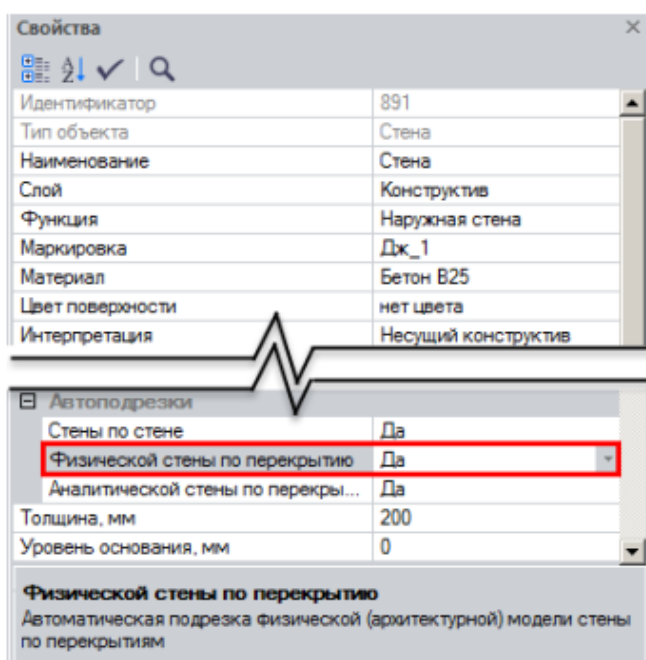 Свойства
Идентификатор 891
Тип объекта Стена
Наименование Стена
Слой Конструктив
Функция Наружная стена
Маркировка Дж_1
Материал Бетон B25
Цвет поверхности нет цвета
Интерпретация Несущий конструктив
Автоподрезки
Стены по стене Да
Физической стены по перекрытию Да
Аналитической стены по перекры... Да
Толщина, мм 200
Уровень основания, мм 0
Физической стены по перекрытию
Автоматическая подрезка физической (архитектурной) модели стены
по перекрытиям